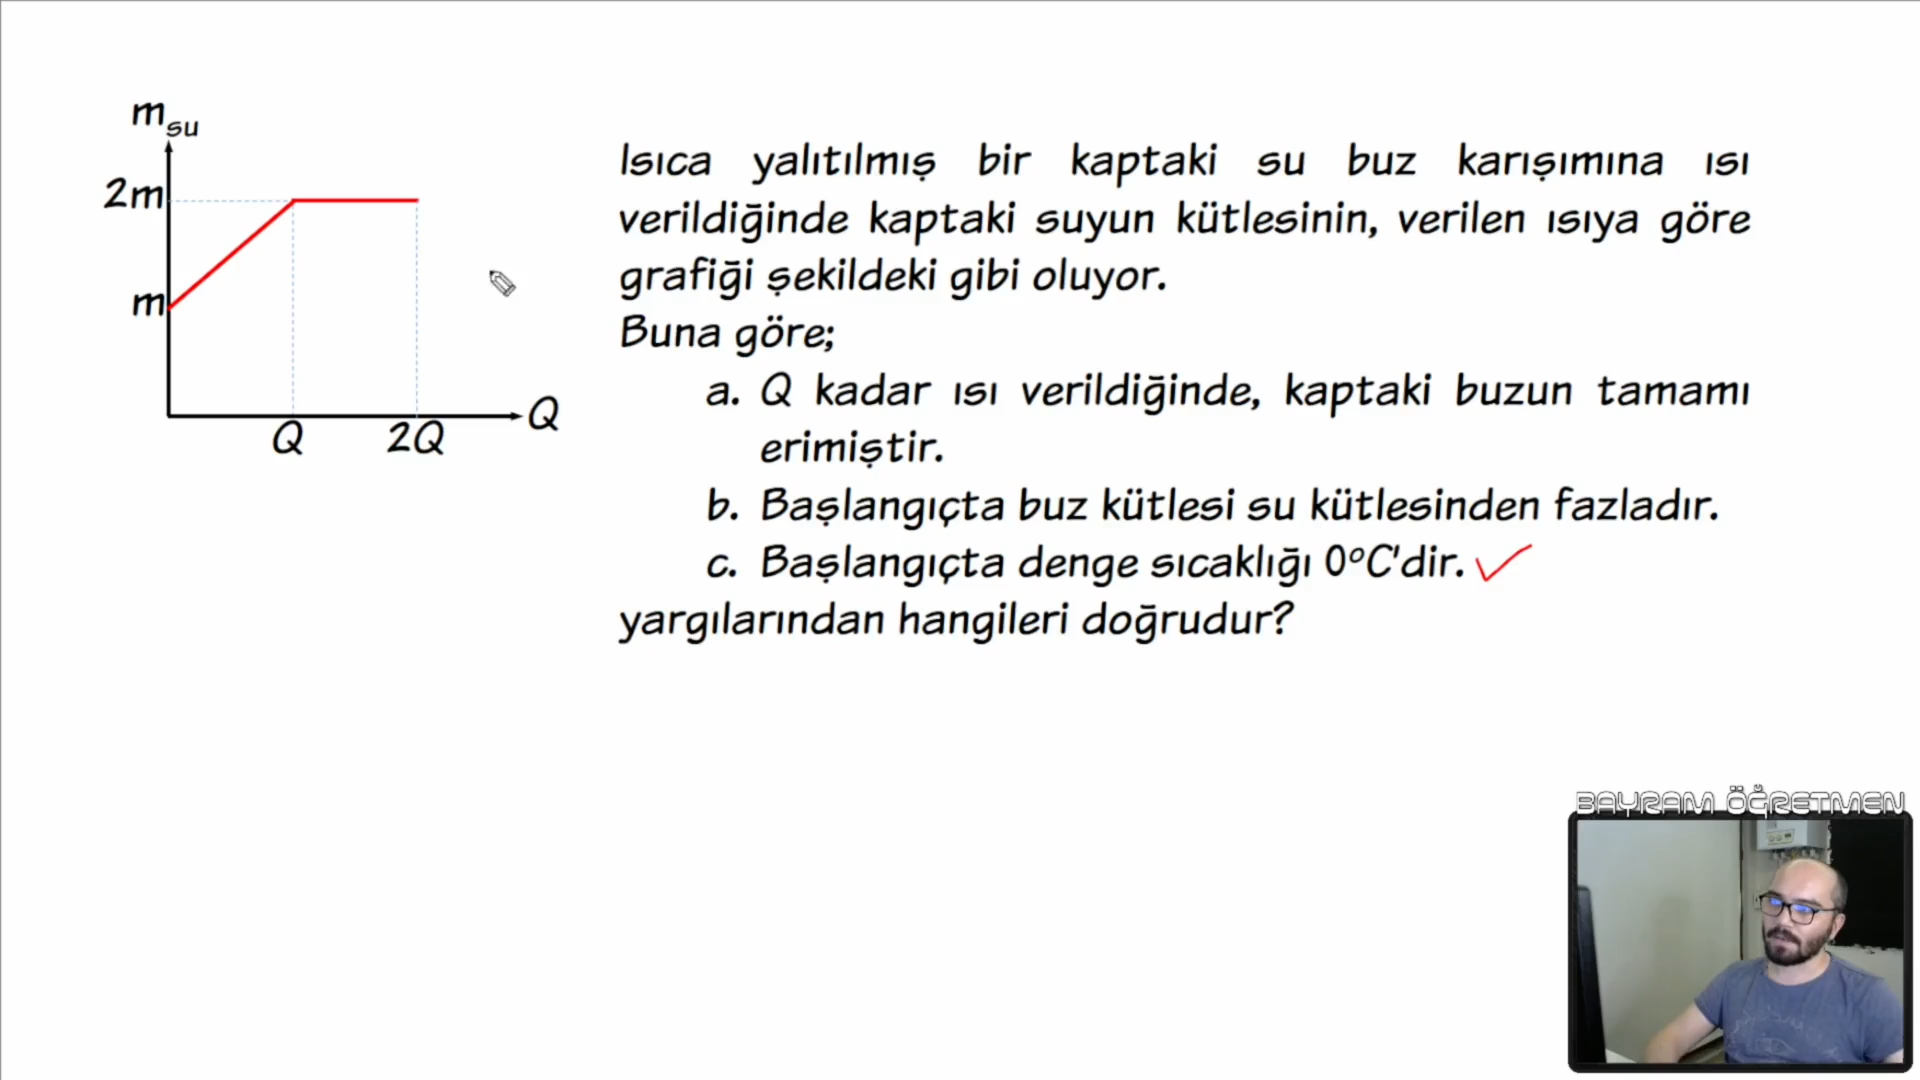 m su
2m
m
Q 2Q
Q
Isıca yalıtılmış bir kaptaki su buz karışımına ısı
verildiğinde kaptaki suyun kütlesinin, verilen ısıya göre
grafiği şekildeki gibi oluyor.
Buna göre;
a. Q kadar ısı verildiğinde, kaptaki buzun tamamı
erimiştir.
b. Başlangıçta buz kütlesi su kütlesinden fazladır.
c. Başlangıçta denge sıcaklığı 0°C'dir.
yargılarından hangileri doğrudur?
BAYRAM ÖĞRETMEN